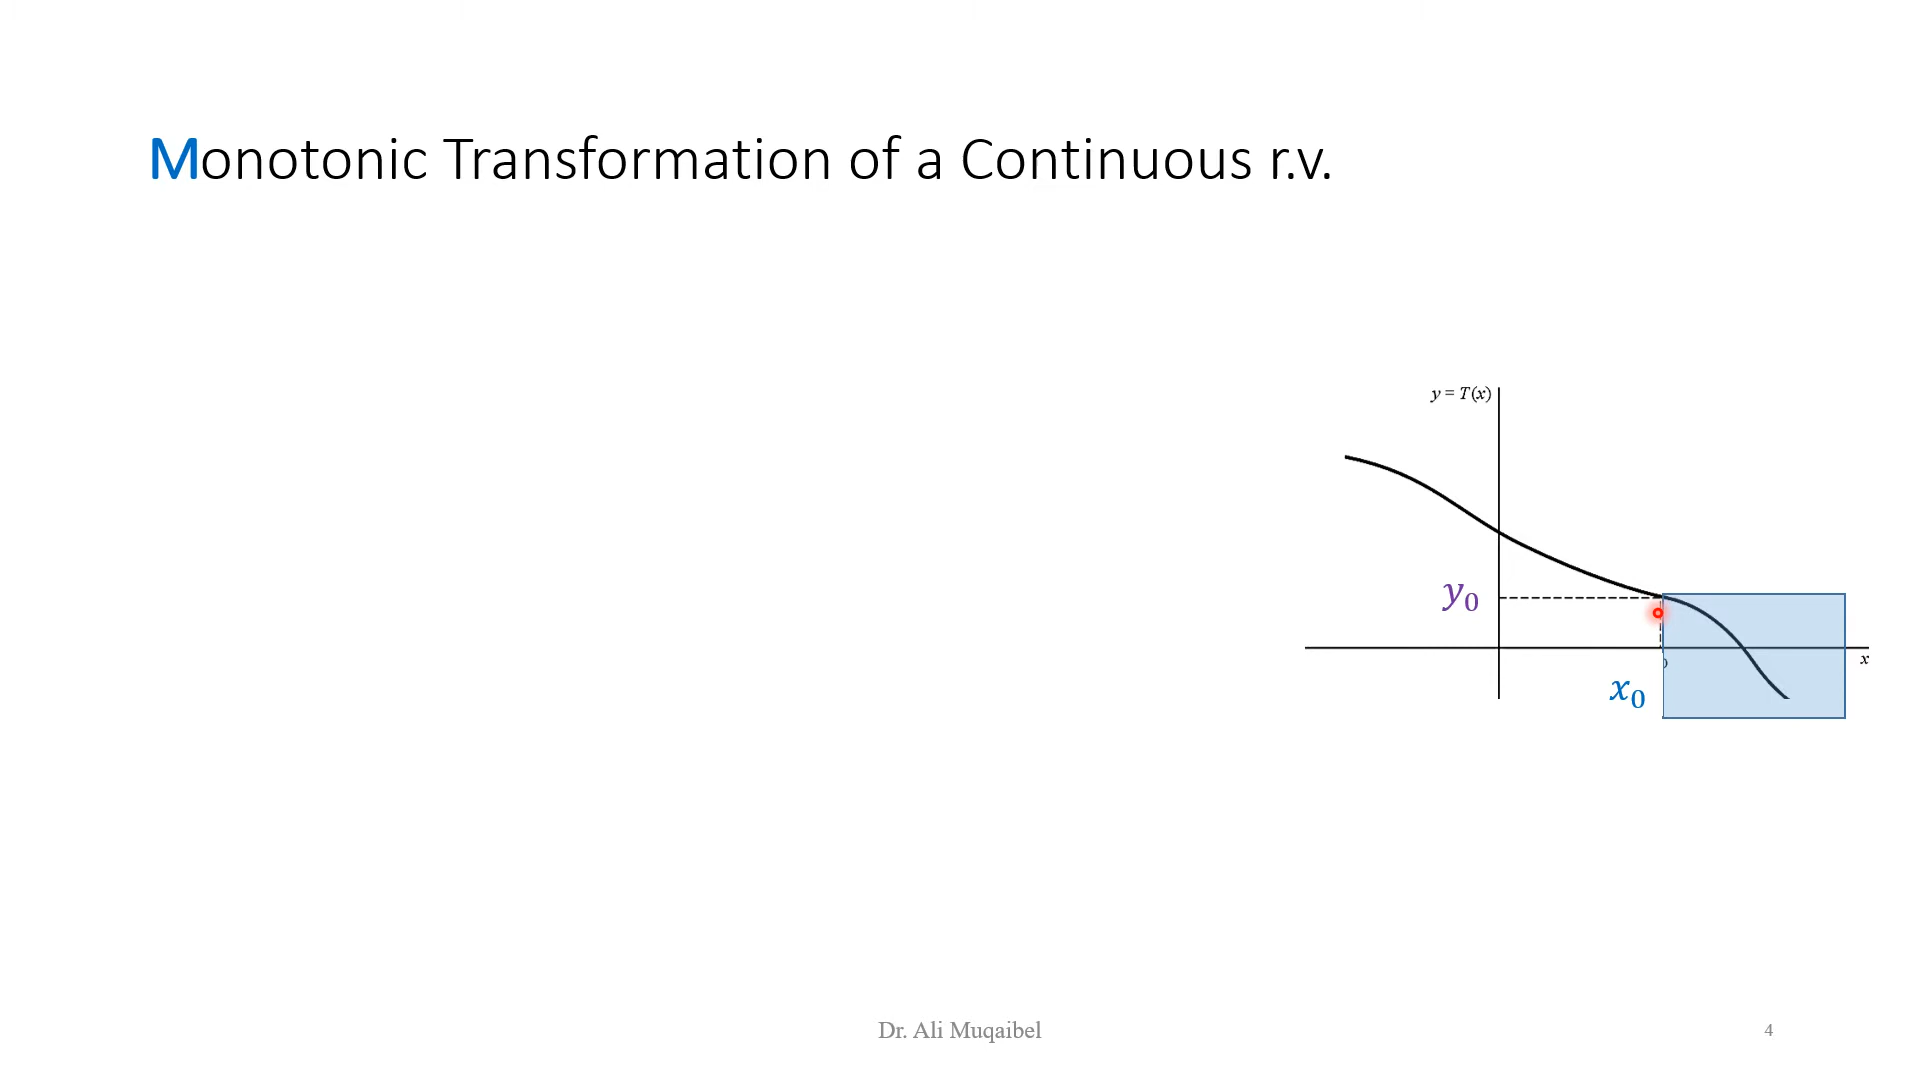 Monotonic Transformation of a Continuous r.v.
y = T(x)
y₀
x
x₀
Dr. Ali Muqaibel
4